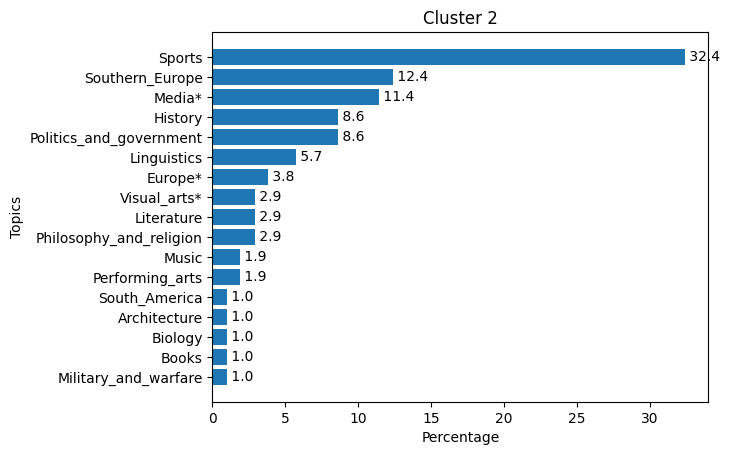 Cluster 2
Topics
Sports 32.4
Southern_Europe 12.4
Media* 11.4
History 8.6
Politics_and_government 8.6
Linguistics 5.7
Europe* 3.8
Visual_arts* 2.9
Literature 2.9
Philosophy_and_religion 2.9
Music 1.9
Performing_arts 1.9
South_America 1.0
Architecture 1.0
Biology 1.0
Books 1.0
Military_and_warfare 1.0
0 5 10 15 20 25 30
Percentage